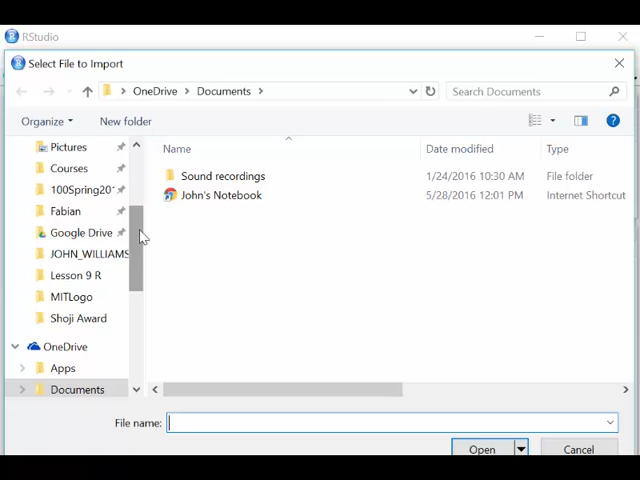 RStudio
Select File to Import
OneDrive Documents
Search Documents
Organize New folder
Pictures
Courses
100Spring201
Fabian
Google Drive
JOHN_WILLIAMS
Lesson 9 R
MITLogo
Shoji Award
OneDrive
Apps
Documents
Name Date modified Type
Sound recordings 1/24/2016 10:30 AM File folder
John's Notebook 5/28/2016 12:01 PM Internet Shortcut
File name:
Open Cancel